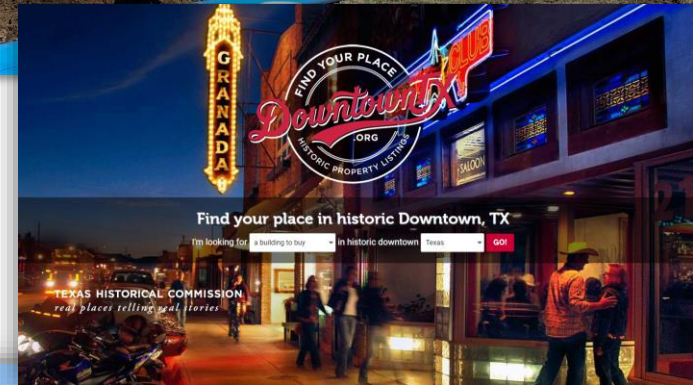 GRANADA
CLUB
FIND YOUR PLACE
DowntownTX
.ORG
HISTORIC PROPERTY LISTINGS
SALOON
Find your place in historic Downtown, TX
I'm looking for a building to buy in historic downtown Texas GO!
TEXAS HISTORICAL COMMISSION
real places telling real stories